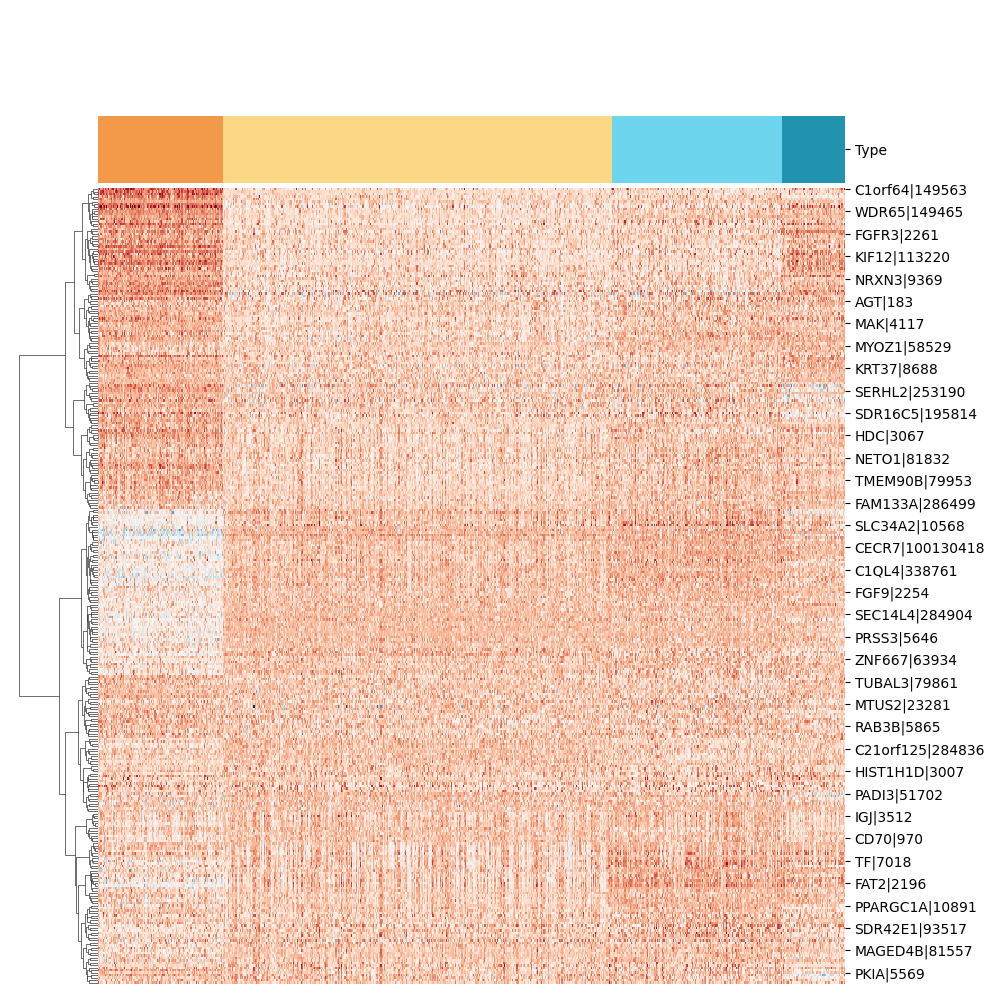 Type
C1orf64|149563
WDR65|149465
FGFR3|2261
KIF12|113220
NRXN3|9369
AGT|183
MAK|4117
MYOZ1|58529
KRT37|8688
SERHL2|253190
SDR16C5|195814
HDC|3067
NETO1|81832
TMEM90B|79953
FAM133A|286499
SLC34A2|10568
CECR7|100130418
C1QL4|338761
FGF9|2254
SEC14L4|284904
PRSS3|5646
ZNF667|63934
TUBAL3|79861
MTUS2|23281
RAB3B|5865
C21orf125|284836
HIST1H1D|3007
PADI3|51702
IGJ|3512
CD70|970
TF|7018
FAT2|2196
PPARGC1A|10891
SDR42E1|93517
MAGED4B|81557
PKIA|5569